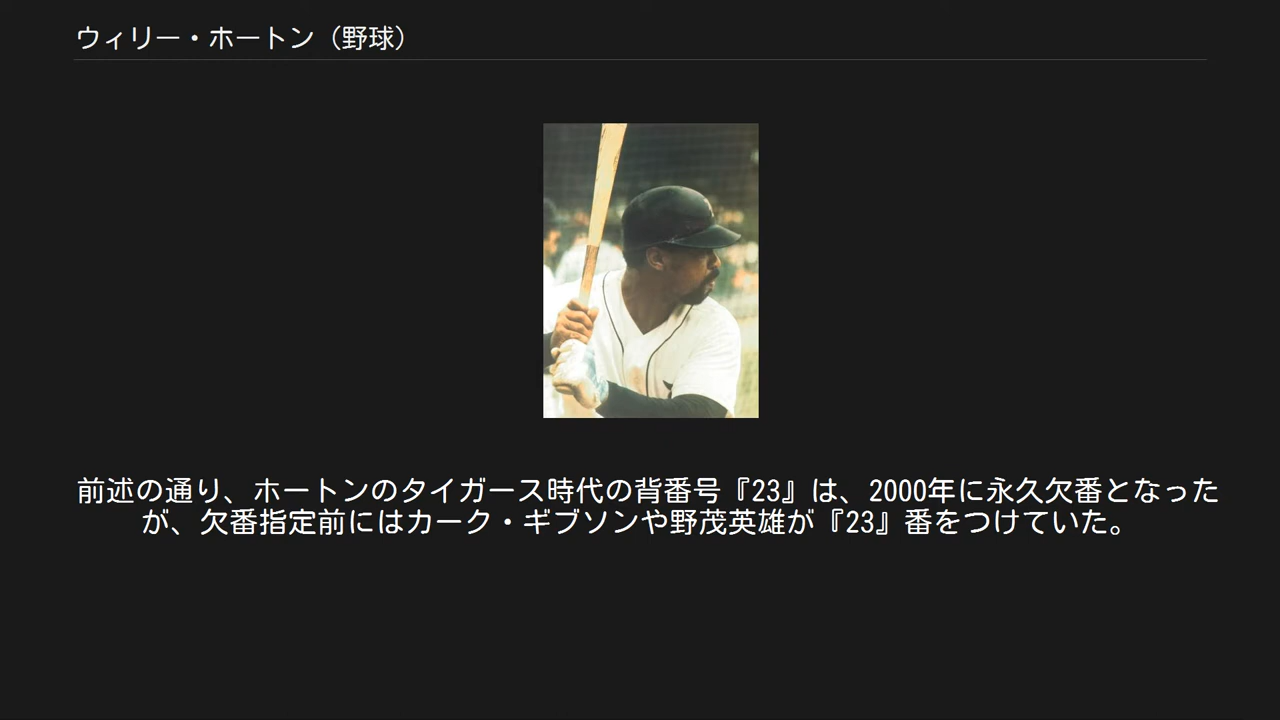 ウィリー・ホートン（野球）
前述の通り、ホートンのタイガース時代の背番号『23』は、2000年に永久欠番となった
が、欠番指定前にはカーク・ギブソンや野茂英雄が『23』番をつけていた。